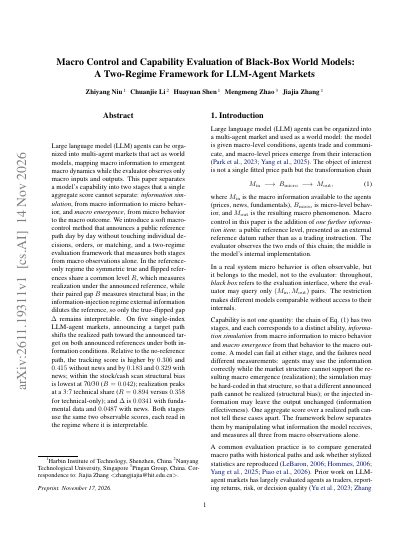 Macro Control and Capability Evaluation of Black-Box World Models:
A Two-Regime Framework for LLM-Agent Markets
Zhiyang Niu 1 Chuanjie Li 2 Huayuan Shen 1 Mengmeng Zhao 3 Jiajia Zhang 1
arXiv:2611.19311v1 [cs.AI] 14 Nov 2026
Abstract
Large language model (LLM) agents can be or-
ganized into multi-agent markets that act as world
models, mapping macro information to emergent
macro dynamics while the evaluator observes only
macro inputs and outputs. This paper separates
a model's capability into two stages that a single
aggregate score cannot separate: information sim-
ulation, from macro information to micro behav-
ior, and macro emergence, from micro behavior
to the macro outcome. We introduce a soft macro-
control method that announces a public reference
path day by day without touching individual de-
cisions, orders, or matching, and a two-regime
evaluation framework that measures both stages
from macro observations alone. In the reference-
only regime the symmetric true and flipped refer-
ences share a common level R, which measures
realization under the market's internal structure,
while their paired gap B measures structural bias;
in the information-injection regime external information
dilutes the reference, so only the true–flipped gap
Δ remains interpretable. On five single-index,
LLM-agent markets, announcing a target path
shifts the realized path toward the announced tar-
get on both announced references under both in-
formation conditions. Relative to the no-reference
path, the tracking score is higher by 0.306 and
0.415 without news and by 0.183 and 0.329 with
news; within the stock/cash scan structural bias
is lowest at 70/30 (B = 0.042); realization peaks
at a 3:7 technical share (R = 0.894 versus 0.358
for technical-only); and Δ is 0.0341 with funda-
mental data and 0.0487 with news. Both stages
use the same two observable scores, each read in
the regime where it is interpretable.
1 Harbin Institute of Technology, Shenzhen, China 2 Nanyang
Technological University, Singapore 3 Pingan Group, China. Cor-
respondence to: Jiajia Zhang <zhangjiajia@hit.edu.cn>.
Preprint. November 17, 2026.
1. Introduction
Large language model (LLM) agents can be organized into
a multi-agent market and used as a world model: the model
is given macro-level conditions, agents trade and communi-
cate, and macro-level prices emerge from their interaction
(Park et al., 2023; Yang et al., 2025). The object of interest
is not a single fitted price path but the transformation chain
M_in → B_micro → M_out, (1)
where M_in is the macro information available to the agents
(prices, news, fundamentals), B_micro is micro-level behav-
ior, and M_out is the resulting macro phenomenon. Macro
control in this paper is the addition of one further informa-
tion item: a public reference level, presented as an external
reference datum rather than as a trading instruction. The
evaluator observes the two ends of this chain; the middle is
the model's internal implementation.
In a real system micro behavior is often observable, but
it belongs to the model, not to the evaluator: throughout,
black box refers to the evaluation interface, where the eval-
uator may query only (M_in, M_out) pairs. The restriction
makes different models comparable without access to their
internals.
Capability is not one quantity: the chain of Eq. (1) has two
stages, and each corresponds to a distinct ability, information
simulation from macro information to micro behavior and
macro emergence from that behavior to the macro out-
come. A model can fail at either stage, and the failures need
different measurements: agents may use the information
correctly while the market structure cannot support the re-
sulting macro emergence (realizability); the simulation may
be hard-coded in that structure, so that a different announced
path cannot be realized (structural bias); or the injected in-
formation may leave the output unchanged (information
effectiveness). One aggregate score over a realized path can-
not tell these cases apart. The framework below separates
them by manipulating what information the model receives,
and measures all three from macro observations alone.
A common evaluation practice is to compare generated
macro paths with historical paths and ask whether stylized
statistics are reproduced (LeBaron, 2006; Hommes, 2006;
Yang et al., 2025; Piao et al., 2026). Prior work on LLM-
market agents has largely evaluated agents as traders, report-
ing returns, risk, or decision quality (Yu et al., 2023; Zhang
1